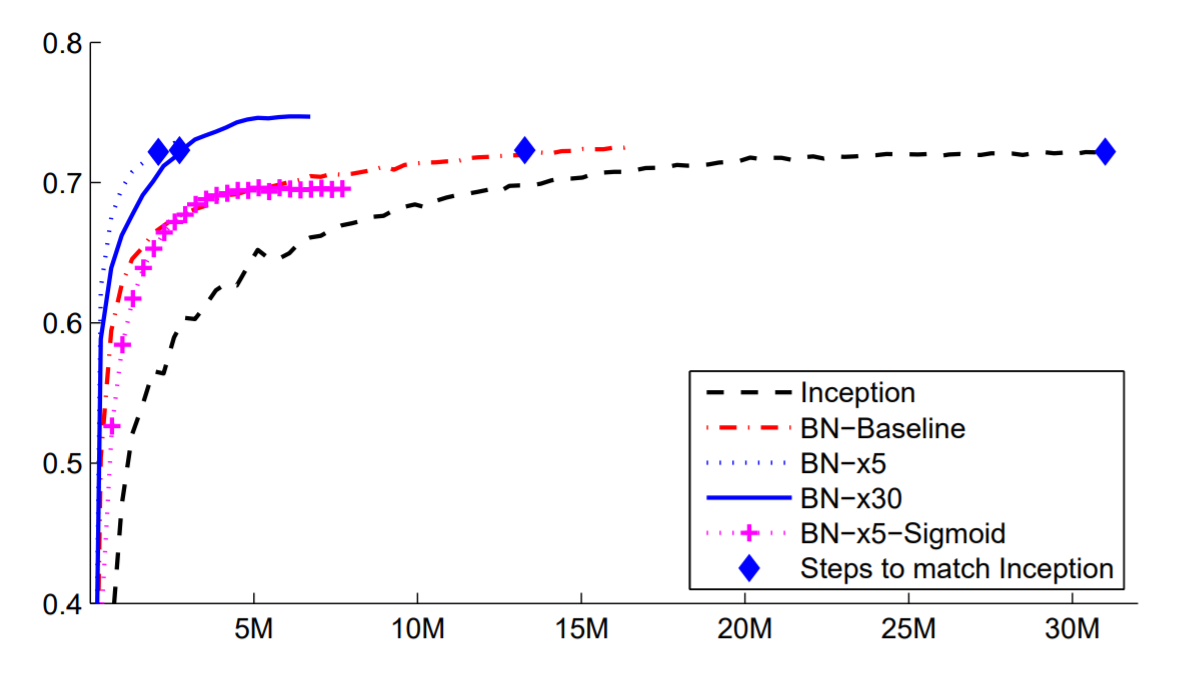 0.8
0.7
0.6
0.5
0.4
5M
10M
15M
20M
25M
30M
Inception
BN−Baseline
BN−x5
BN−x30
BN−x5−Sigmoid
Steps to match Inception